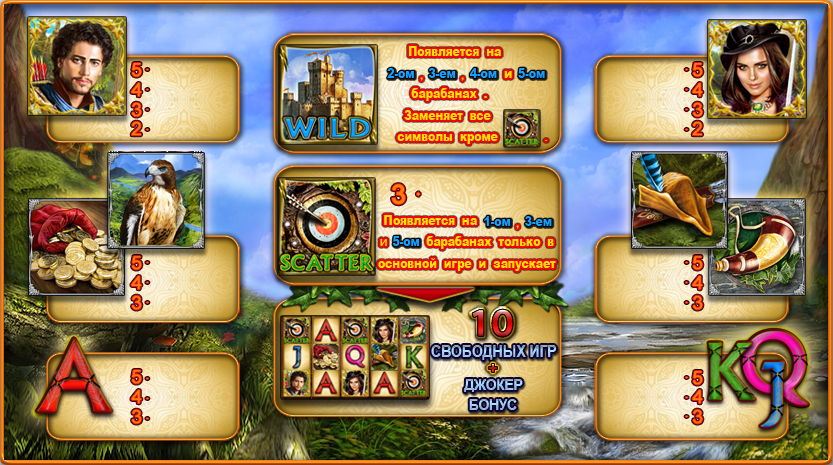 5·
4·
3·
2·
WILD
Появляется на
2-ом , 3-ем , 4-ом и 5-ом
барабанах .
Заменяет все
символы кроме SCATTER .
·5
·4
·3
·2
5·
4·
3·
SCATTER
3 ·
Появляется на 1-ом , 3-ем
и 5-ом барабанах только в
основной игре и запускает
·5
·4
·3
A
5·
4·
3·
SCATTER A SCATTER
J Q K
A A SCATTER
10
СВОБОДНЫХ ИГР
+
ДЖОКЕР
БОНУС
·5
·4
·3
K Q J